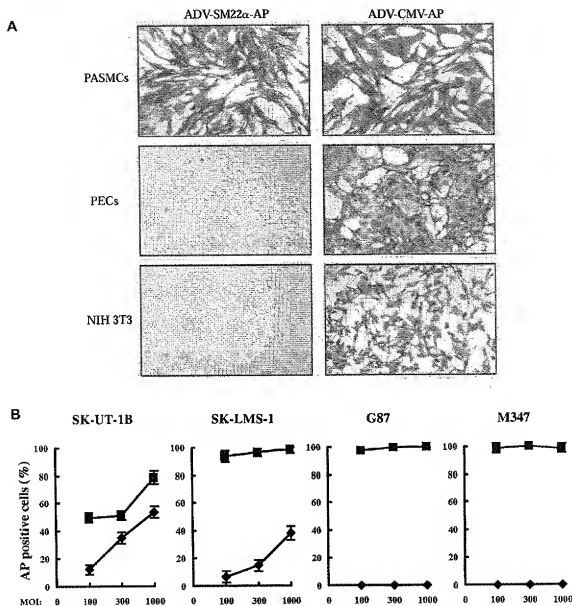 A
ADV-SM22α-AP ADV-CMV-AP
PASMCs
PECs
NIH 3T3
B
SK-UT-1B SK-LMS-1 G87 M347
AP positive cells (%)
100 100 100 100
80 80 80 80
60 60 60 60
40 40 40 40
20 20 20 20
0
MOI: 0 100 300 1000 0 100 300 1000 0 100 300 1000 0 100 300 1000